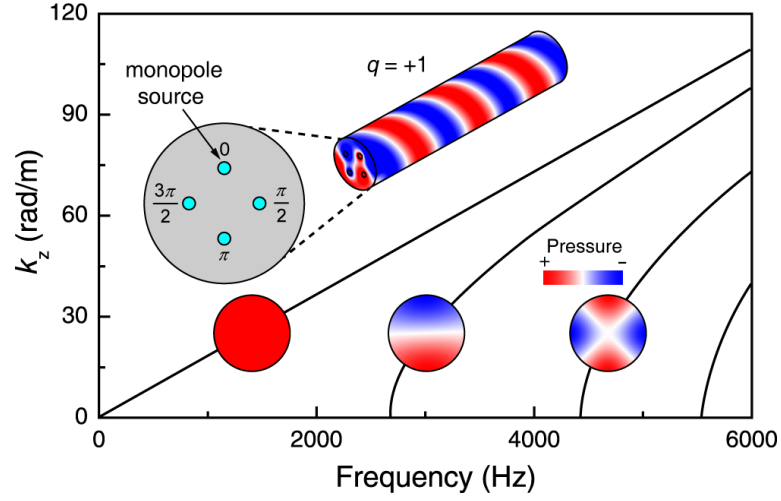 120
90
60
30
0
k_z (rad/m)
q = +1
monopole
source
0
3π
2
π
2
π
Pressure
+ −
0 2000 4000 6000
Frequency (Hz)